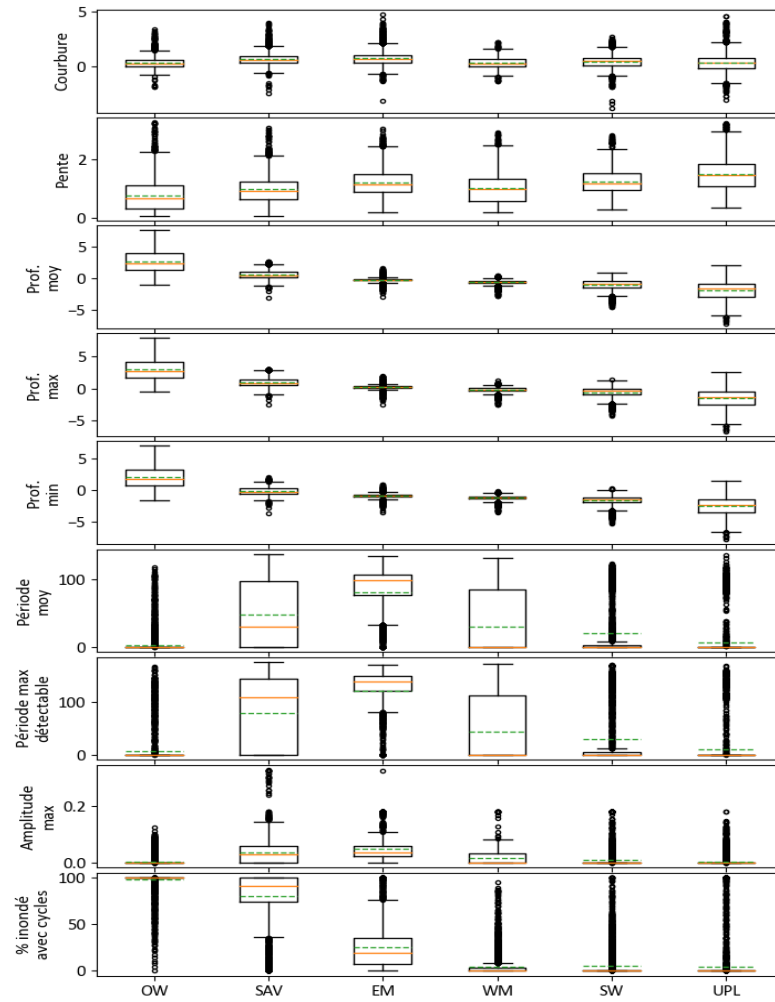 5
0
Courbure
2
0
Pente
5
0
−5
Prof.
moy
5
0
−5
Prof.
max
5
0
−5
Prof.
min
100
0
Période
moy
100
0
Période max
détectable
0.2
0.0
Amplitude
max
100
50
0
% inondé
avec cycles
OW SAV EM WM SW UPL